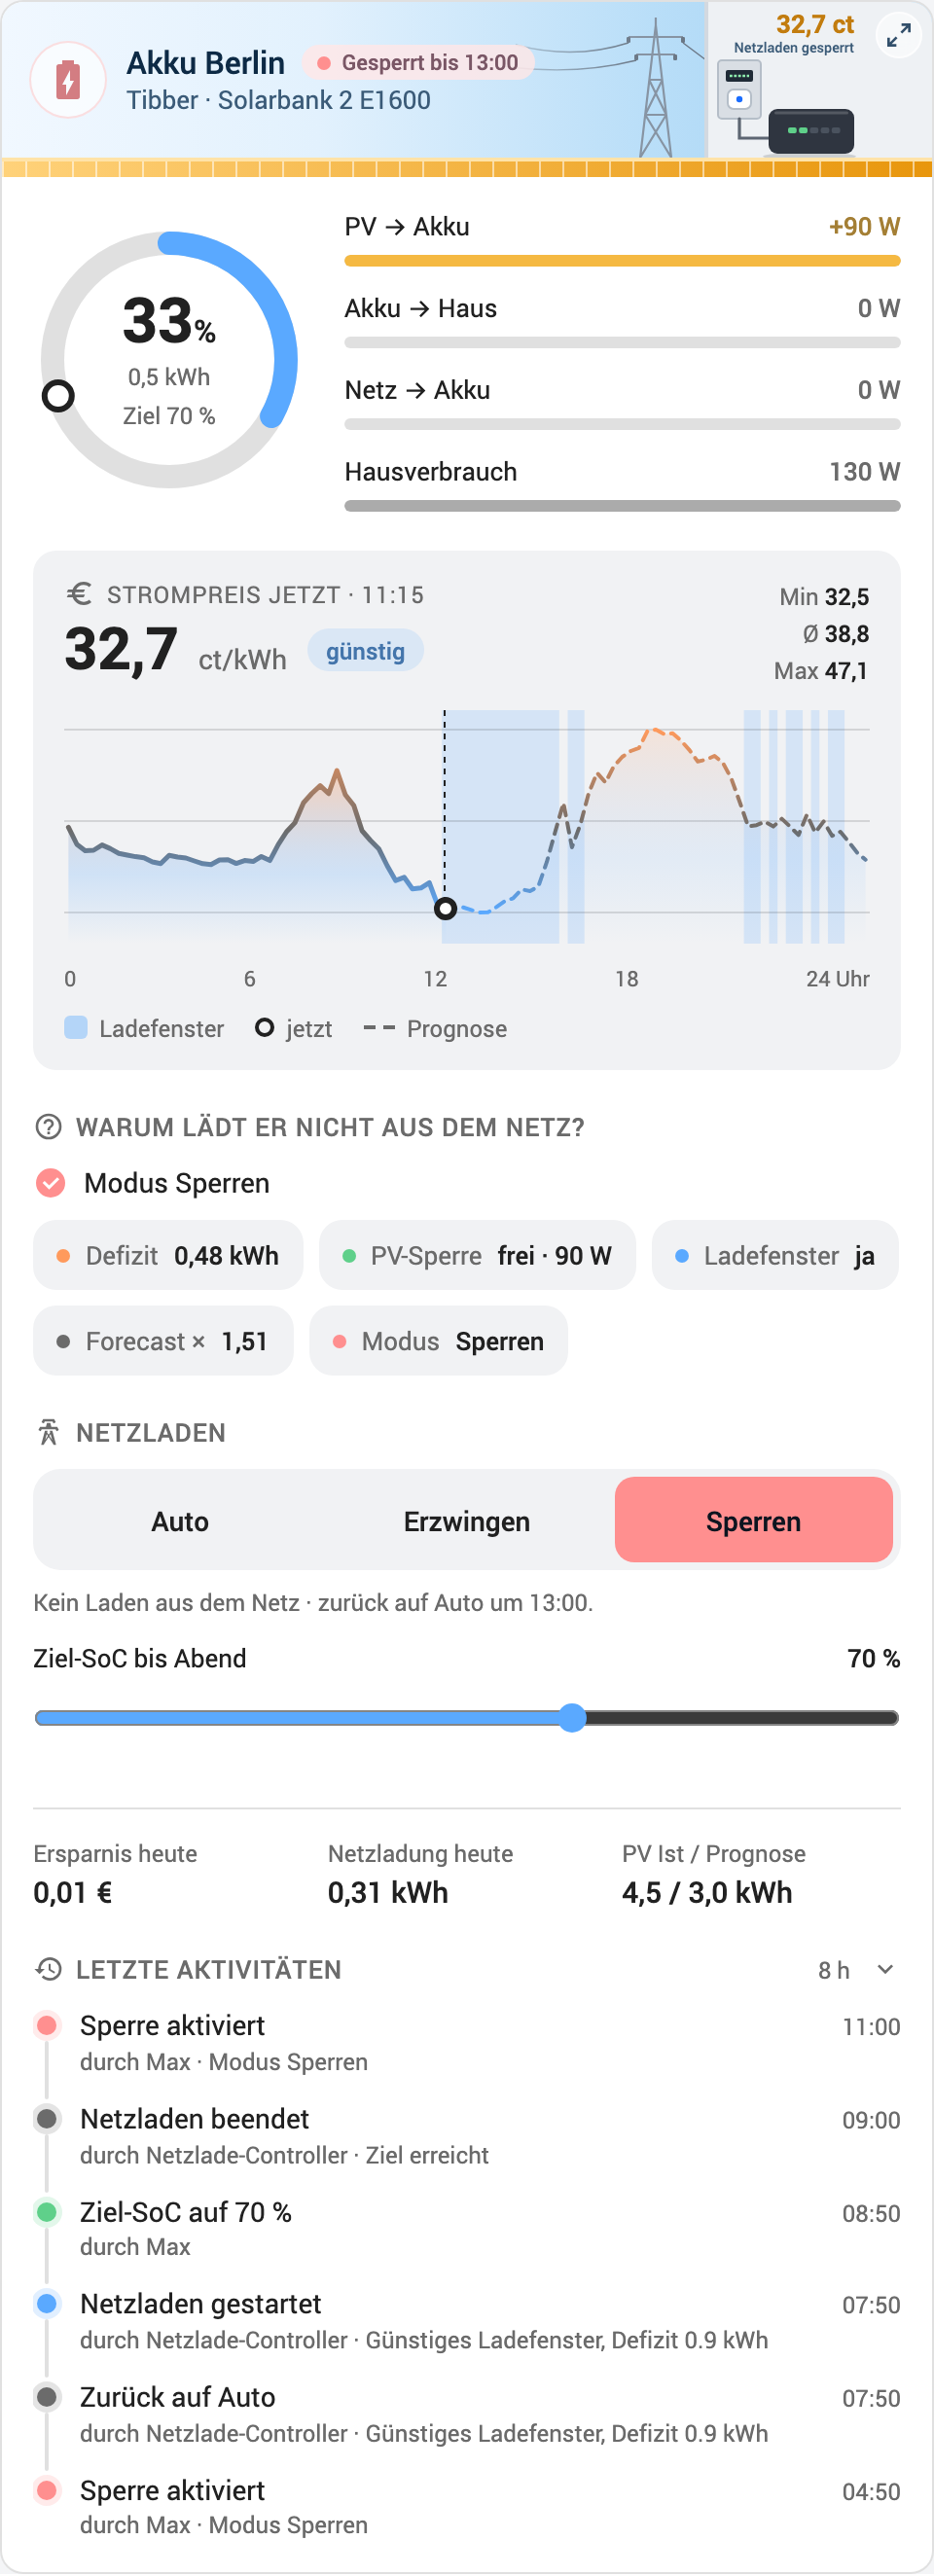 Akku Berlin
Gesperrt bis 13:00
Tibber · Solarbank 2 E1600
32,7 ct
Netzladen gesperrt
33%
0,5 kWh
Ziel 70 %
PV → Akku +90 W
Akku → Haus 0 W
Netz → Akku 0 W
Hausverbrauch 130 W
STROMPREIS JETZT · 11:15
32,7 ct/kWh günstig
Min 32,5
Ø 38,8
Max 47,1
0 6 12 18 24 Uhr
Ladefenster jetzt Prognose
WARUM LÄDT ER NICHT AUS DEM NETZ?
Modus Sperren
Defizit 0,48 kWh PV-Sperre frei · 90 W Ladefenster ja
Forecast × 1,51 Modus Sperren
NETZLADEN
Auto Erzwingen Sperren
Kein Laden aus dem Netz · zurück auf Auto um 13:00.
Ziel-SoC bis Abend 70 %
Ersparnis heute Netzladung heute PV Ist / Prognose
0,01 € 0,31 kWh 4,5 / 3,0 kWh
LETZTE AKTIVITÄTEN 8 h
Sperre aktiviert 11:00
durch Max · Modus Sperren
Netzladen beendet 09:00
durch Netzlade-Controller · Ziel erreicht
Ziel-SoC auf 70 % 08:50
durch Max
Netzladen gestartet 07:50
durch Netzlade-Controller · Günstiges Ladefenster, Defizit 0.9 kWh
Zurück auf Auto 07:50
durch Netzlade-Controller · Günstiges Ladefenster, Defizit 0.9 kWh
Sperre aktiviert 04:50
durch Max · Modus Sperren